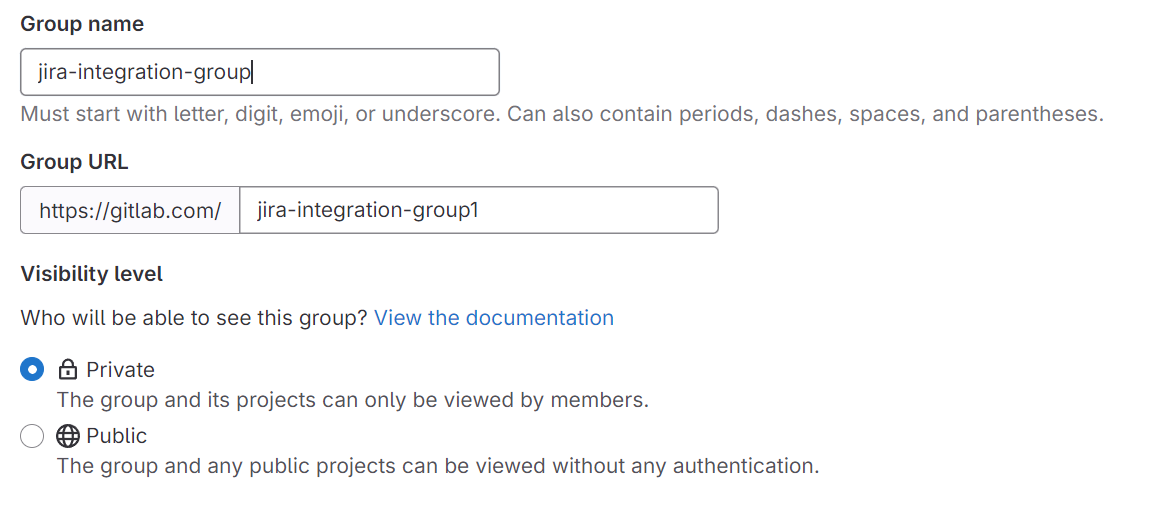 Group name
jira-integration-group
Must start with letter, digit, emoji, or underscore. Can also contain periods, dashes, spaces, and parentheses.
Group URL
https://gitlab.com/ jira-integration-group1
Visibility level
Who will be able to see this group? View the documentation
Private
The group and its projects can only be viewed by members.
Public
The group and any public projects can be viewed without any authentication.